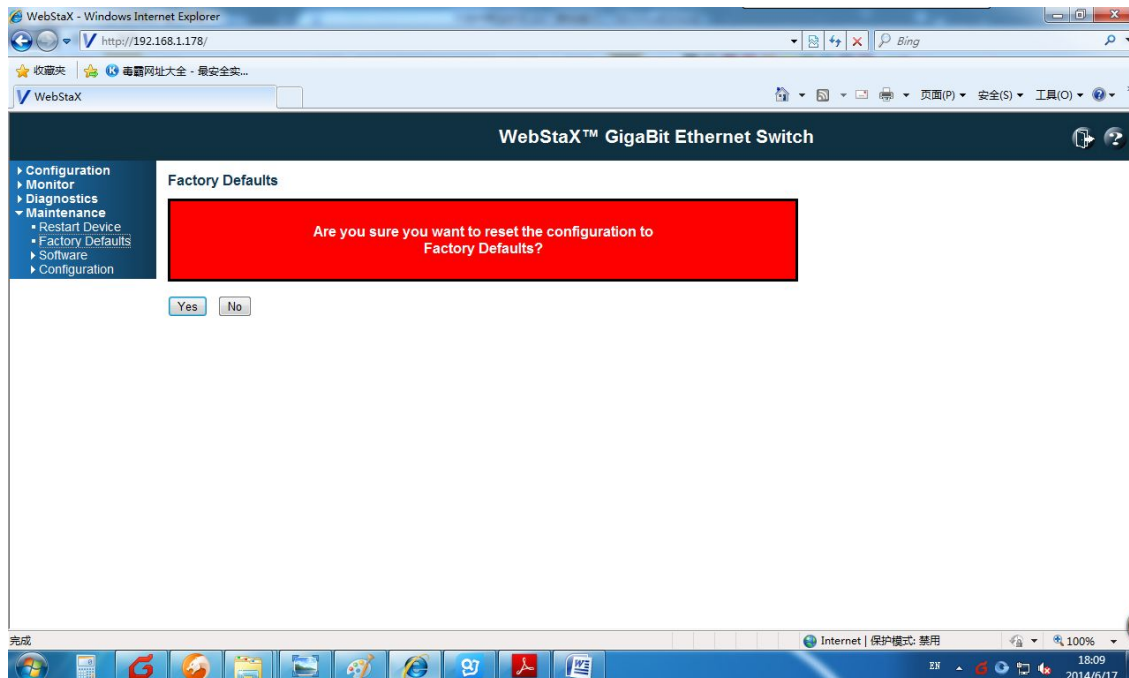 WebStaX - Windows Internet Explorer
http://192.168.1.178/
Bing
收藏夹 毒霸网址大全 - 最安全实...
WebStaX
页面(P) 安全(S) 工具(O)
WebStaX™ GigaBit Ethernet Switch
Configuration
Monitor
Diagnostics
Maintenance
Restart Device
Factory Defaults
Software
Configuration
Factory Defaults
Are you sure you want to reset the configuration to
Factory Defaults?
Yes No
完成
Internet | 保护模式: 禁用
100%
EN
18:09
2014/6/17